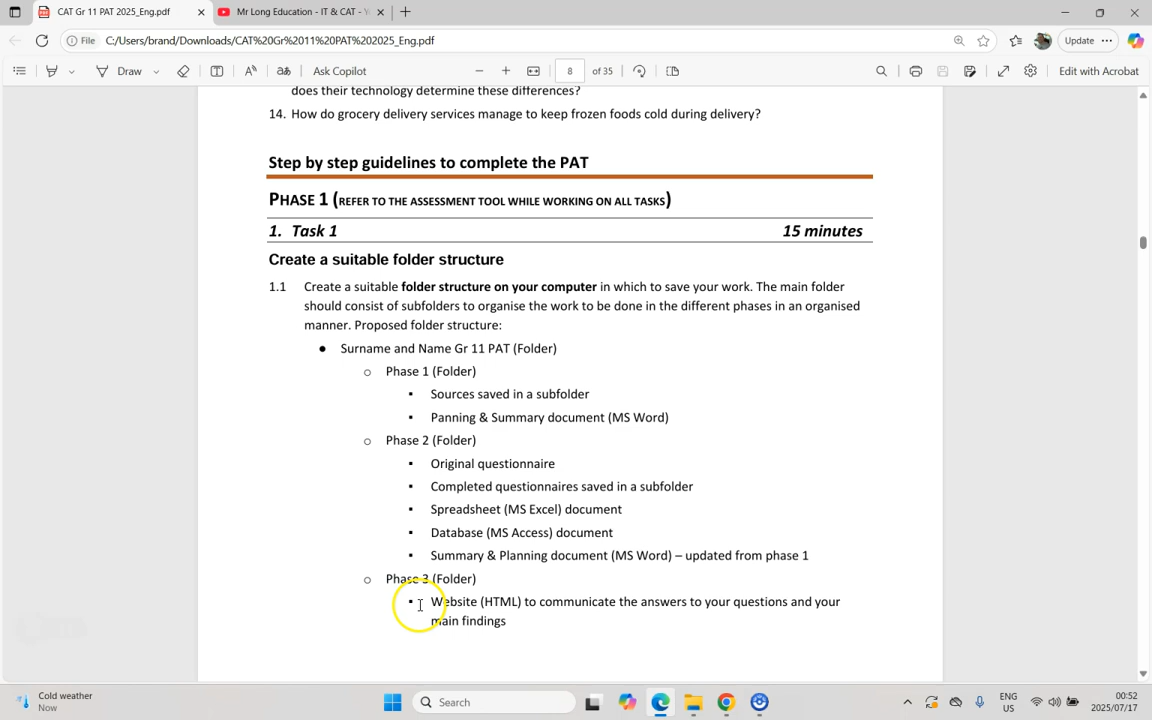 CAT Gr 11 PAT 2025_Eng.pdf
Mr Long Education - IT & CAT - Y
File
C:/Users/brand/Downloads/CAT%20Gr%2011%20PAT%202025_Eng.pdf
Update
Draw
Ask Copilot
8
of 35
Edit with Acrobat
does their technology determine these differences?
14. How do grocery delivery services manage to keep frozen foods cold during delivery?
Step by step guidelines to complete the PAT
PHASE 1 (REFER TO THE ASSESSMENT TOOL WHILE WORKING ON ALL TASKS)
1. Task 1 15 minutes
Create a suitable folder structure
1.1 Create a suitable folder structure on your computer in which to save your work. The main folder
should consist of subfolders to organise the work to be done in the different phases in an organised
manner. Proposed folder structure:
● Surname and Name Gr 11 PAT (Folder)
o Phase 1 (Folder)
▪ Sources saved in a subfolder
▪ Panning & Summary document (MS Word)
o Phase 2 (Folder)
▪ Original questionnaire
▪ Completed questionnaires saved in a subfolder
▪ Spreadsheet (MS Excel) document
▪ Database (MS Access) document
▪ Summary & Planning document (MS Word) – updated from phase 1
o Phase 3 (Folder)
▪ Website (HTML) to communicate the answers to your questions and your
main findings
Cold weather
Now
Search
ENG
US
00:52
2025/07/17